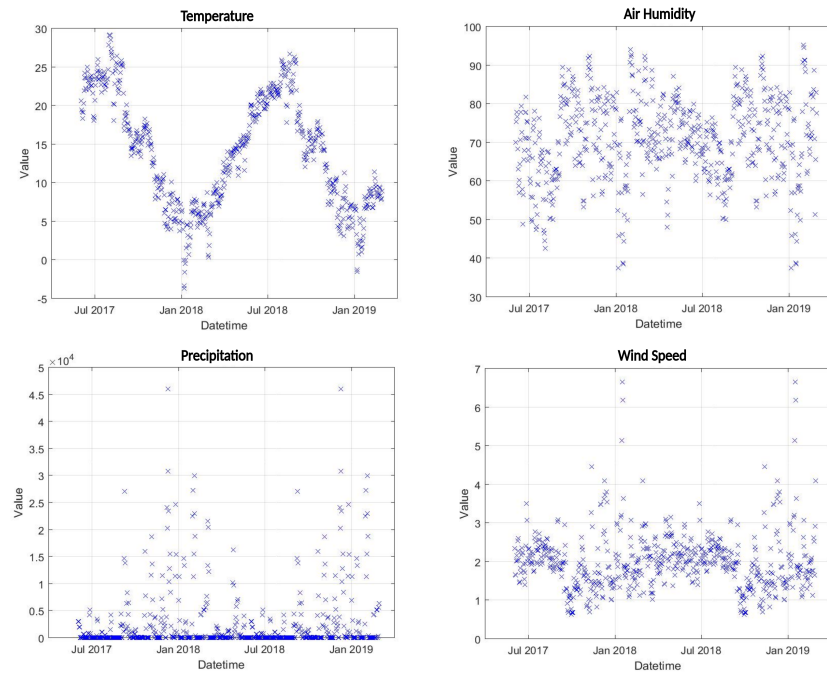 Temperature
30
25
20
15
10
5
0
-5
Value
Jul 2017 Jan 2018 Jul 2018 Jan 2019
Datetime
Air Humidity
100
90
80
70
60
50
40
30
Value
Jul 2017 Jan 2018 Jul 2018 Jan 2019
Datetime
Precipitation
×10⁴
5
4.5
4
3.5
3
2.5
2
1.5
1
0.5
0
Value
Jul 2017 Jan 2018 Jul 2018 Jan 2019
Datetime
Wind Speed
7
6
5
4
3
2
1
0
Value
Jul 2017 Jan 2018 Jul 2018 Jan 2019
Datetime